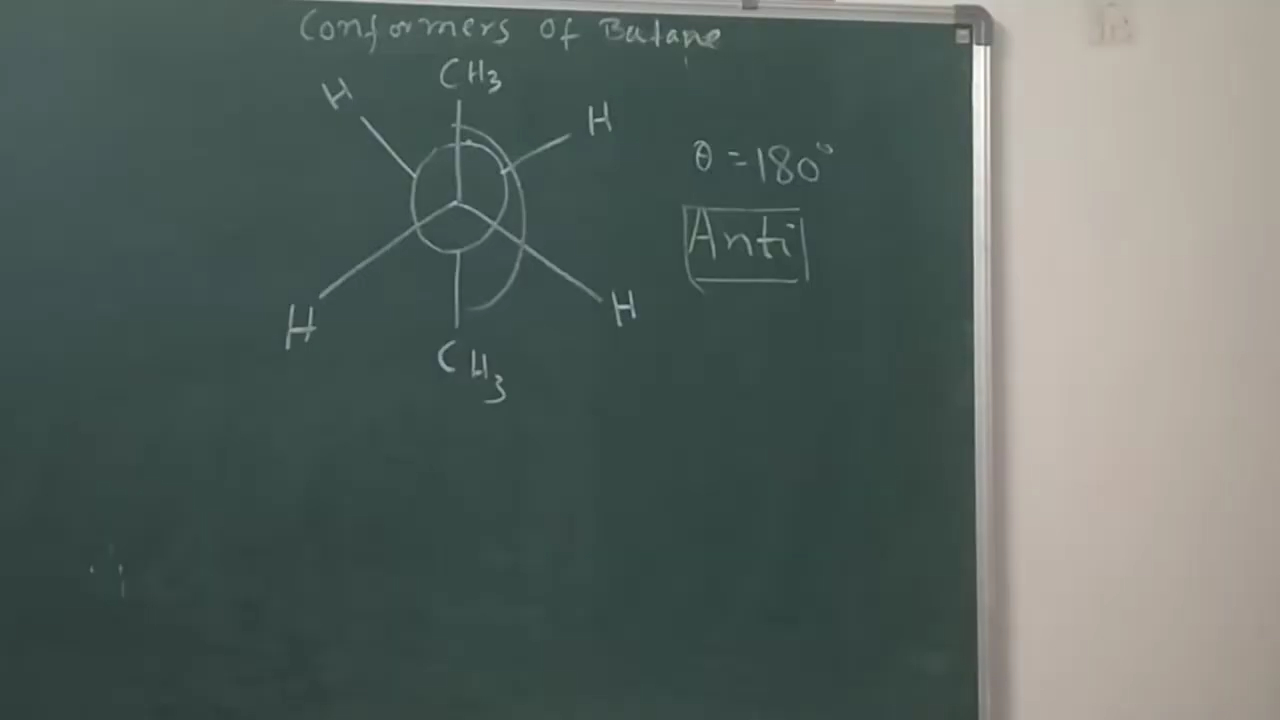 Conformers of Butane
CH3
H
H
θ = 180°
Anti
H
H
CH3